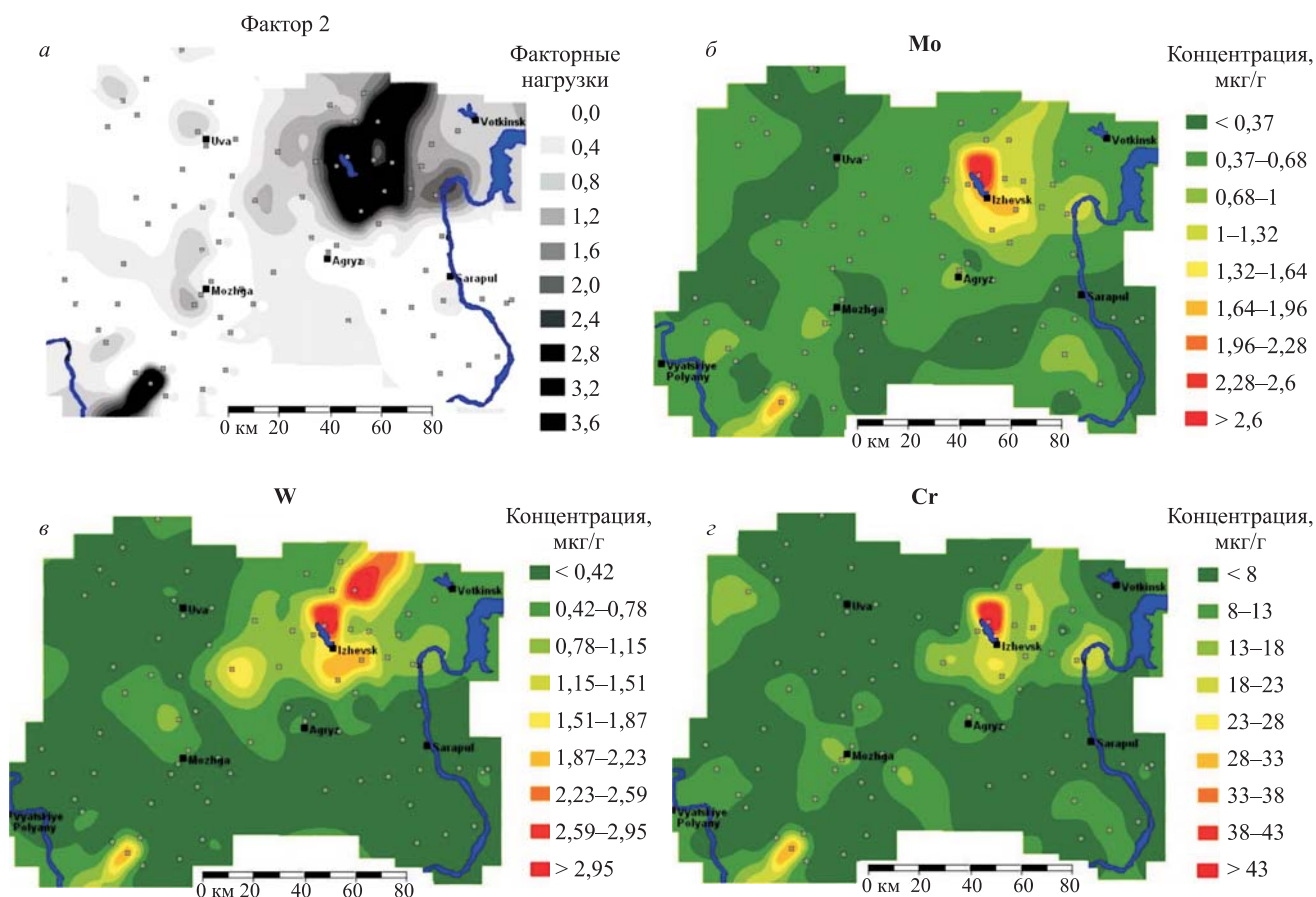 Фактор 2
а
Факторные
нагрузки
0,0
0,4
0,8
1,2
1,6
2,0
2,4
2,8
3,2
3,6
Votkinsk
Uva
Agryz
Sarapul
Mozhga
0 км 20 40 60 80
б
Mo
Концентрация,
мкг/г
< 0,37
0,37–0,68
0,68–1
1–1,32
1,32–1,64
1,64–1,96
1,96–2,28
2,28–2,6
> 2,6
Votkinsk
Uva
Izhevsk
Agryz
Sarapul
Mozhga
Vyatskiye
Polyany
0 км 20 40 60 80
в
W
Концентрация,
мкг/г
< 0,42
0,42–0,78
0,78–1,15
1,15–1,51
1,51–1,87
1,87–2,23
2,23–2,59
2,59–2,95
> 2,95
Votkinsk
Uva
Izhevsk
Agryz
Sarapul
Mozhga
Vyatskiye
Polyany
0 км 20 40 60 80
г
Cr
Концентрация,
мкг/г
< 8
8–13
13–18
18–23
23–28
28–33
33–38
38–43
> 43
Votkinsk
Uva
Izhevsk
Agryz
Sarapul
Mozhga
Vyatskiye
Polyany
0 км 20 40 60 80